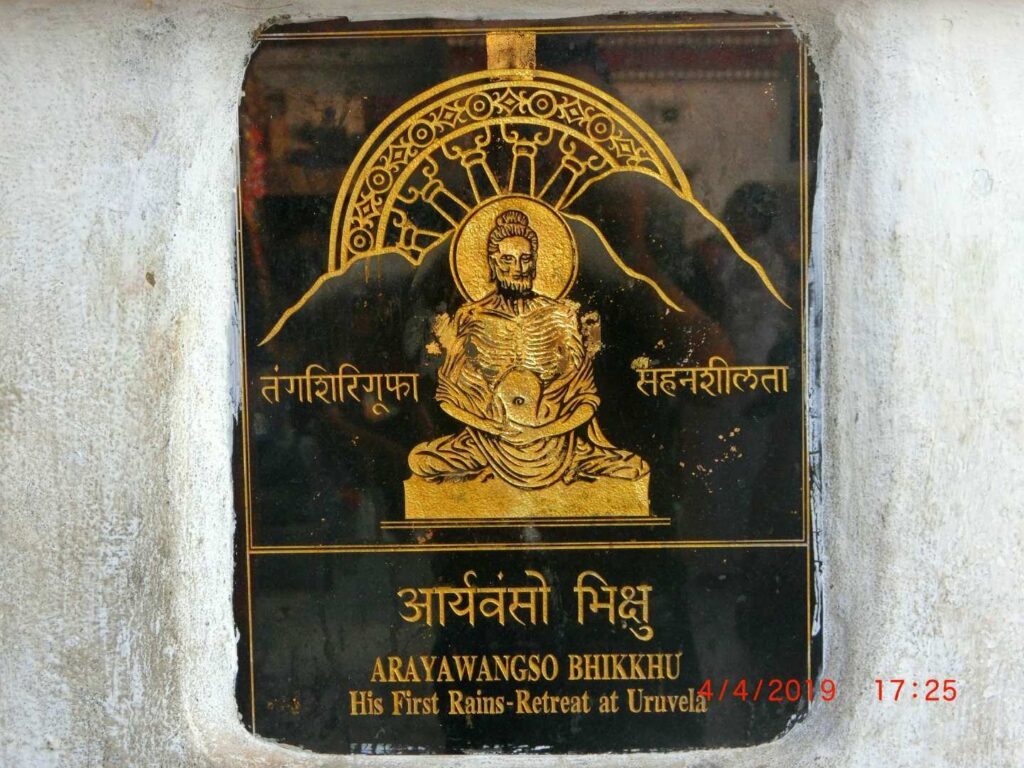 तंगशिरिगूफा
सहनशीलता
आर्यवंसो भिक्षु
ARAYAWANGSO BHIKKHU
His First Rains-Retreat at Uruvela
4/4/2019 17:25